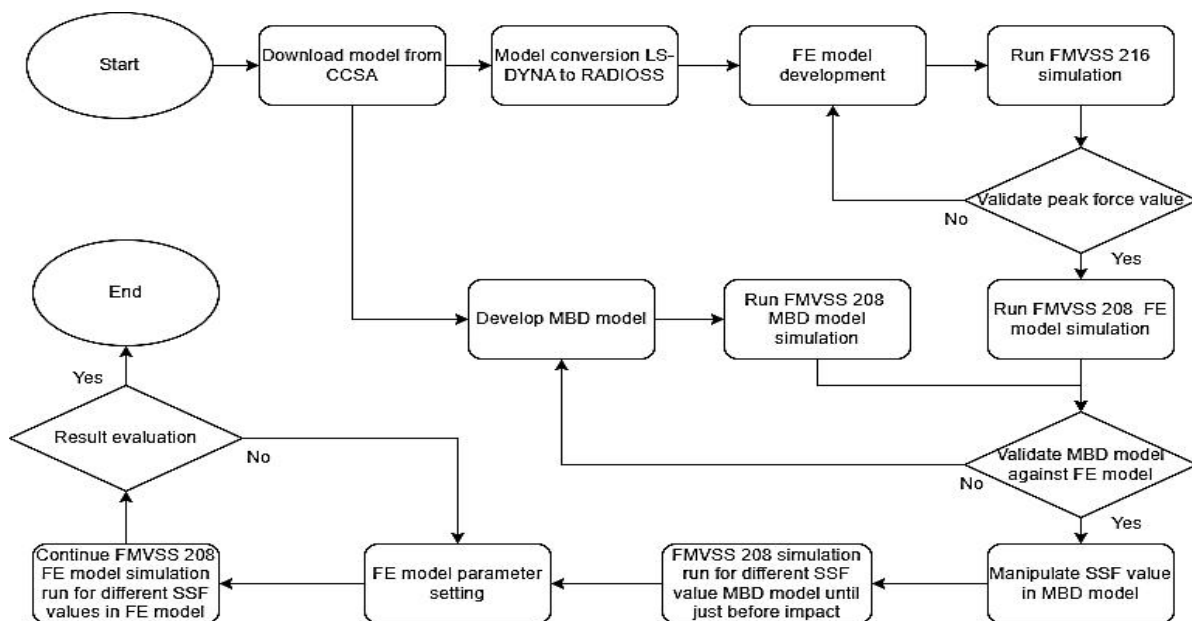 Start
Download model from
CCSA
Model conversion LS-
DYNA to RADIOSS
FE model
development
Run FMVSS 216
simulation
Validate peak force value
No
Yes
End
Develop MBD model
Run FMVSS 208
MBD model
simulation
Run FMVSS 208 FE
model simulation
Yes
Result evaluation
No
Validate MBD model
against FE model
No
Yes
Continue FMVSS 208
FE model simulation
run for different SSF
values in FE model
FE model parameter
setting
FMVSS 208 simulation
run for different SSF
value MBD model until
just before impact
Manipulate SSF value
in MBD model